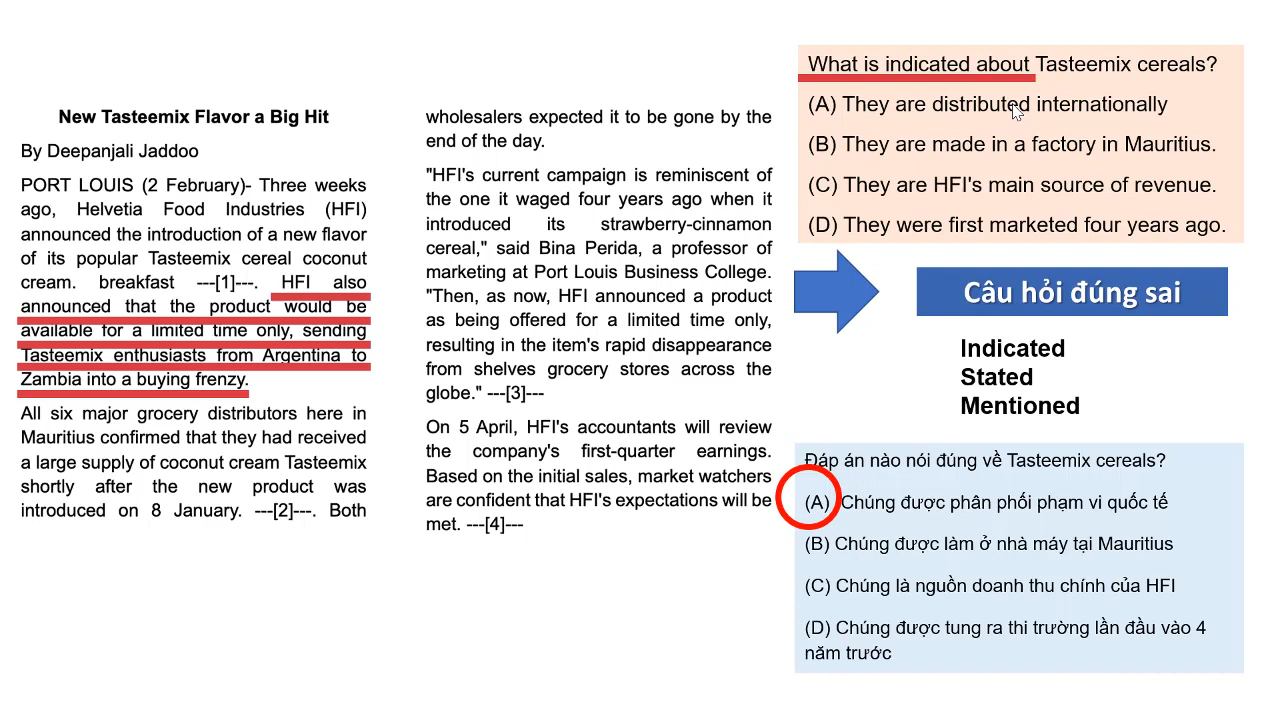 New Tasteemix Flavor a Big Hit
By Deepanjali Jaddoo
PORT LOUIS (2 February)- Three weeks
ago, Helvetia Food Industries (HFI)
announced the introduction of a new flavor
of its popular Tasteemix cereal coconut
cream. breakfast ---[1]---. HFI also
announced that the product would be
available for a limited time only, sending
Tasteemix enthusiasts from Argentina to
Zambia into a buying frenzy.
All six major grocery distributors here in
Mauritius confirmed that they had received
a large supply of coconut cream Tasteemix
shortly after the new product was
introduced on 8 January. ---[2]---. Both
wholesalers expected it to be gone by the
end of the day.
"HFI's current campaign is reminiscent of
the one it waged four years ago when it
introduced its strawberry-cinnamon
cereal," said Bina Perida, a professor of
marketing at Port Louis Business College.
"Then, as now, HFI announced a product
as being offered for a limited time only,
resulting in the item's rapid disappearance
from shelves grocery stores across the
globe." ---[3]---
On 5 April, HFI's accountants will review
the company's first-quarter earnings.
Based on the initial sales, market watchers
are confident that HFI's expectations will be
met. ---[4]---
What is indicated about Tasteemix cereals?
(A) They are distributed internationally
(B) They are made in a factory in Mauritius.
(C) They are HFI's main source of revenue.
(D) They were first marketed four years ago.
Câu hỏi đúng sai
Indicated
Stated
Mentioned
Đáp án nào nói đúng về Tasteemix cereals?
(A) Chúng được phân phối phạm vi quốc tế
(B) Chúng được làm ở nhà máy tại Mauritius
(C) Chúng là nguồn doanh thu chính của HFI
(D) Chúng được tung ra thi trường lần đầu vào 4
năm trước